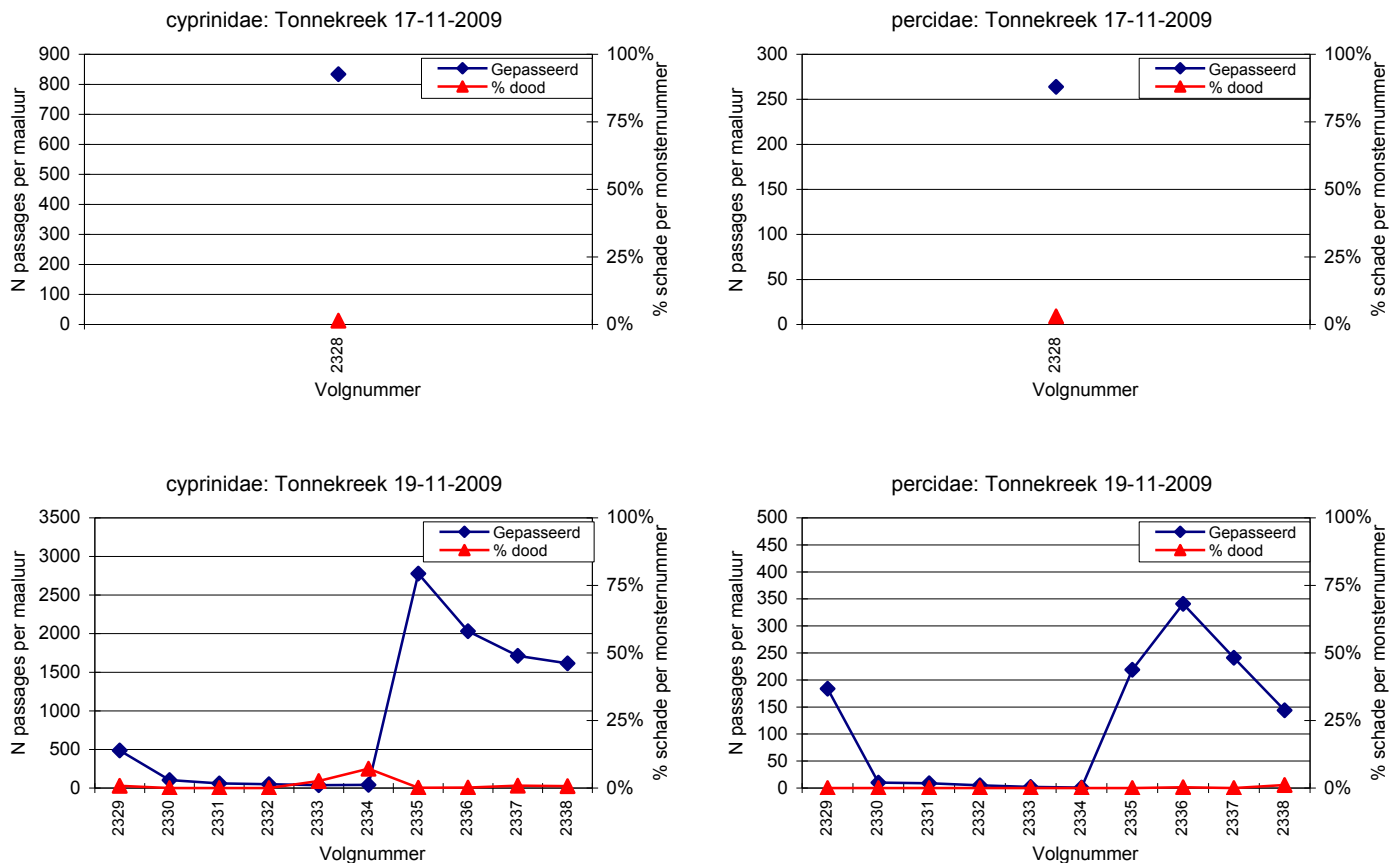 cyprinidae: Tonnekreek 17-11-2009
900
800
700
600
500
400
300
200
100
0
N passages per maaluur
Gepasseerd
% dood
100%
75%
50%
25%
0%
% schade per monsternummer
2328
Volgnummer
percidae: Tonnekreek 17-11-2009
300
250
200
150
100
50
0
N passages per maaluur
Gepasseerd
% dood
100%
75%
50%
25%
0%
% schade per monsternummer
2328
Volgnummer
cyprinidae: Tonnekreek 19-11-2009
3500
3000
2500
2000
1500
1000
500
0
N passages per maaluur
Gepasseerd
% dood
100%
75%
50%
25%
0%
% schade per monsternummer
2329 2330 2331 2332 2333 2334 2335 2336 2337 2338
Volgnummer
percidae: Tonnekreek 19-11-2009
500
450
400
350
300
250
200
150
100
50
0
N passages per maaluur
Gepasseerd
% dood
100%
75%
50%
25%
0%
% schade per monsternummer
2329 2330 2331 2332 2333 2334 2335 2336 2337 2338
Volgnummer